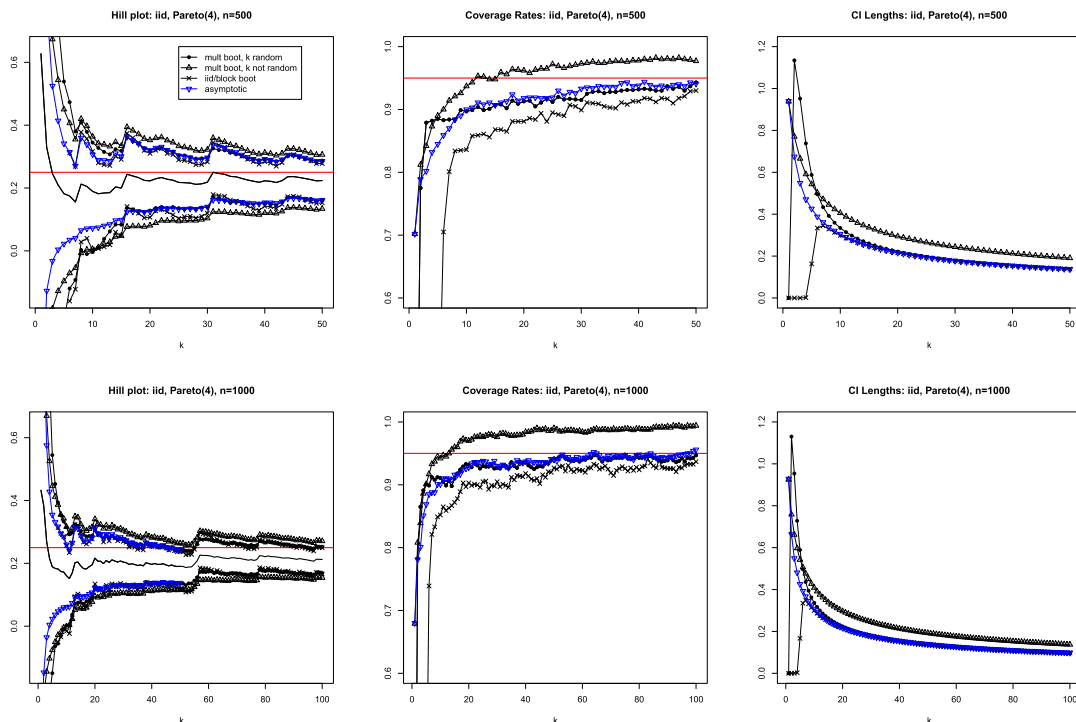 Hill plot: iid, Pareto(4), n=500
Coverage Rates: iid, Pareto(4), n=500
CI Lengths: iid, Pareto(4), n=500
mult boot, k random
mult boot, k not random
iid/block boot
asymptotic
0.6
0.4
0.2
0.0
0 10 20 30 40 50
k
1.0
0.9
0.8
0.7
0.6
0 10 20 30 40 50
k
1.2
1.0
0.8
0.6
0.4
0.2
0.0
0 10 20 30 40 50
k
Hill plot: iid, Pareto(4), n=1000
Coverage Rates: iid, Pareto(4), n=1000
CI Lengths: iid, Pareto(4), n=1000
0.6
0.4
0.2
0.0
0 20 40 60 80 100
k
1.0
0.9
0.8
0.7
0.6
0 20 40 60 80 100
k
1.2
1.0
0.8
0.6
0.4
0.2
0.0
0 20 40 60 80 100
k